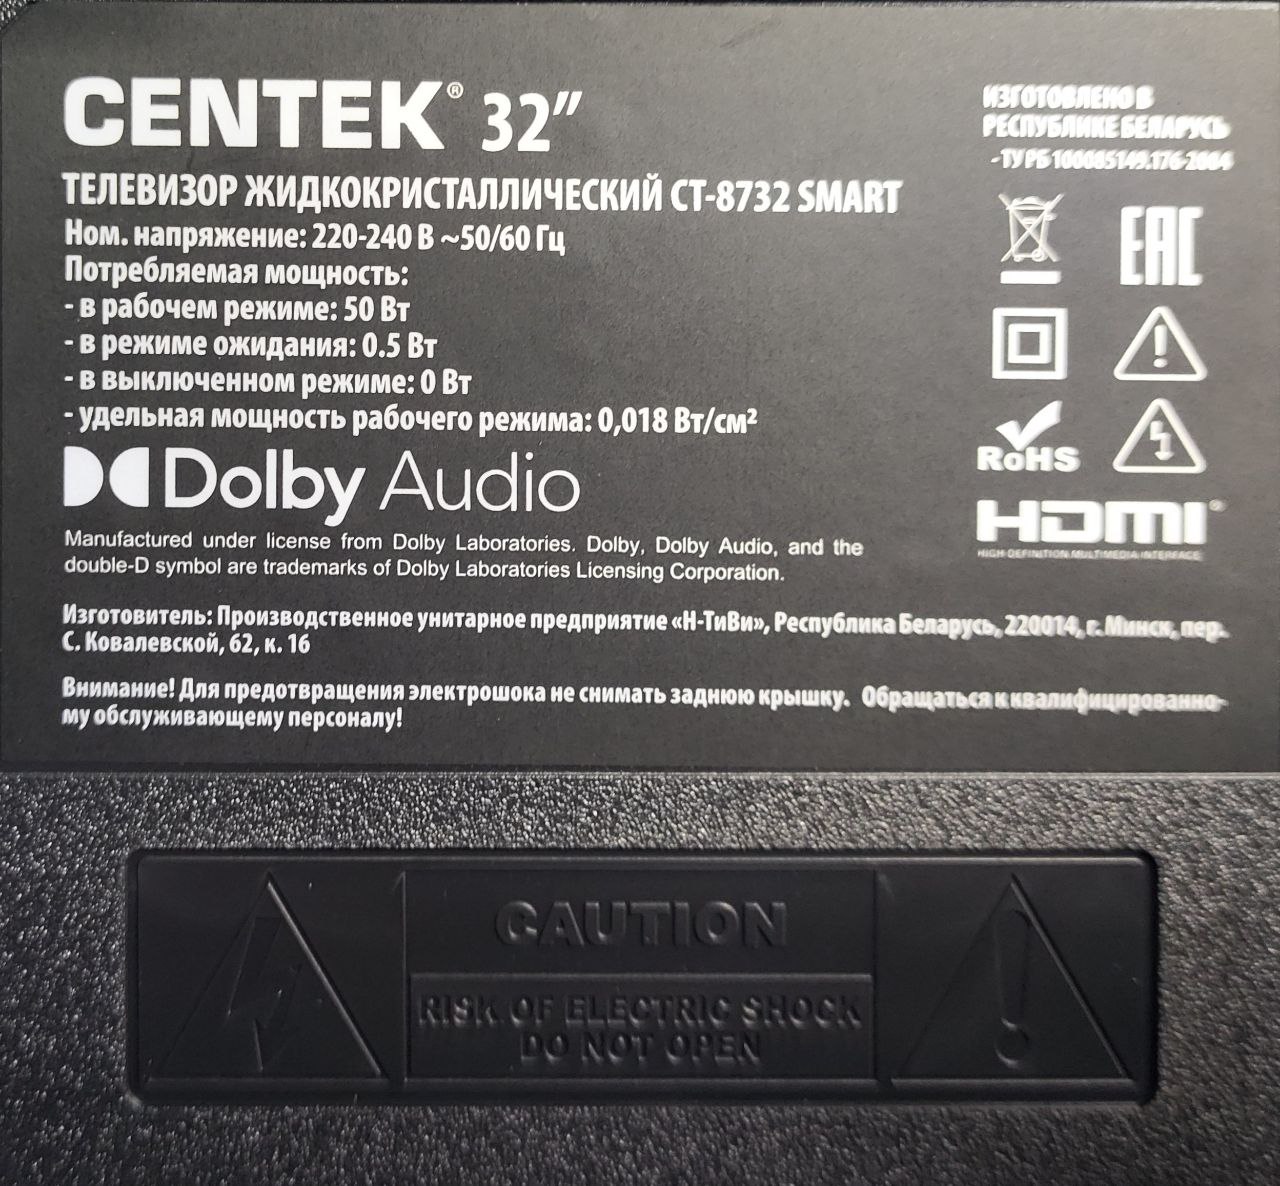 CENTEK® 32″
ТЕЛЕВИЗОР ЖИДКОКРИСТАЛЛИЧЕСКИЙ CT-8732 SMART
Ном. напряжение: 220-240 В ~50/60 Гц
Потребляемая мощность:
- в рабочем режиме: 50 Вт
- в режиме ожидания: 0.5 Вт
- в выключенном режиме: 0 Вт
- удельная мощность рабочего режима: 0,018 Вт/см²
Dolby Audio
Manufactured under license from Dolby Laboratories. Dolby, Dolby Audio, and the
double-D symbol are trademarks of Dolby Laboratories Licensing Corporation.
ИЗГОТОВЛЕНО В
РЕСПУБЛИКЕ БЕЛАРУСЬ
- ТУ РБ 100085149.176-2004
EAC
RoHS
HDMI®
HIGH-DEFINITION MULTIMEDIA INTERFACE
Изготовитель: Производственное унитарное предприятие «Н-ТиВи», Республика Беларусь, 220014, г. Минск, пер.
С. Ковалевской, 62, к. 16
Внимание! Для предотвращения электрошока не снимать заднюю крышку. Обращаться к квалифицированно-
му обслуживающему персоналу!
CAUTION
RISK OF ELECTRIC SHOCK
DO NOT OPEN